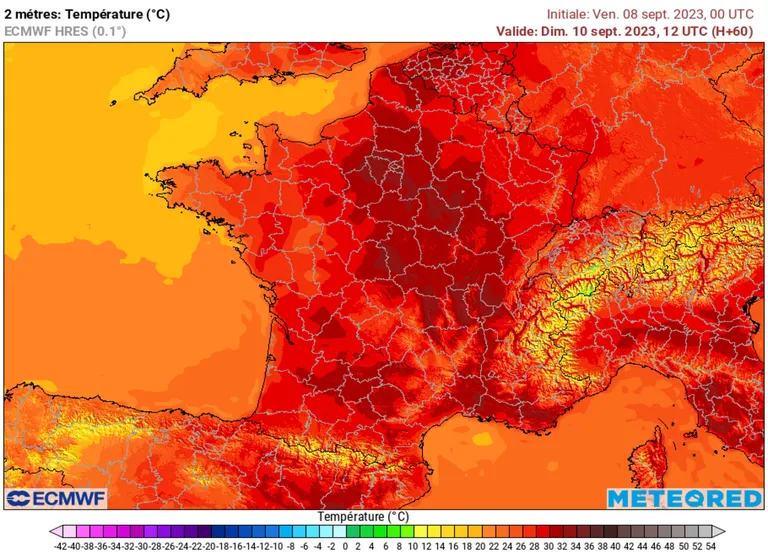 2 métres: Température (°C)
Initiale: Ven. 08 sept. 2023, 00 UTC
ECMWF HRES (0.1°)
Valide: Dim. 10 sept. 2023, 12 UTC (H+60)
ECMWF
METEORED
Température (°C)
-42-40-38-36-34-32-30-28-26-24-22-20-18-16-14-12-10 -8 -6 -4 -2 0 2 4 6 8 10 12 14 16 18 20 22 24 26 28 30 32 34 36 38 40 42 44 46 48 50 52 54